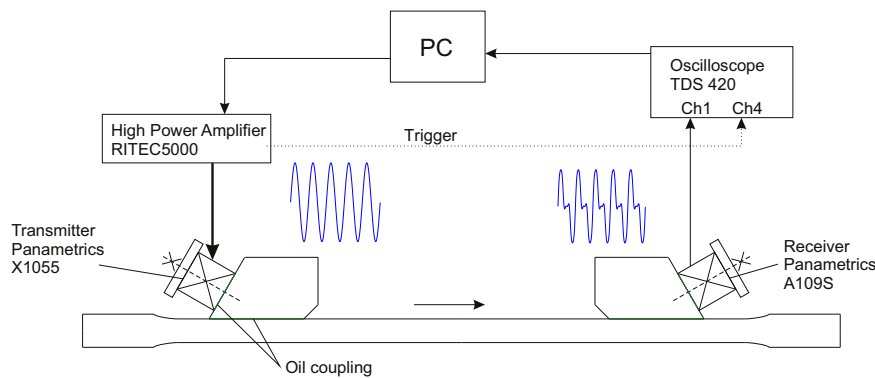 PC
Oscilloscope
TDS 420
Ch1 Ch4
High Power Amplifier
RITEC5000
Trigger
Transmitter
Panametrics
X1055
Receiver
Panametrics
A109S
Oil coupling